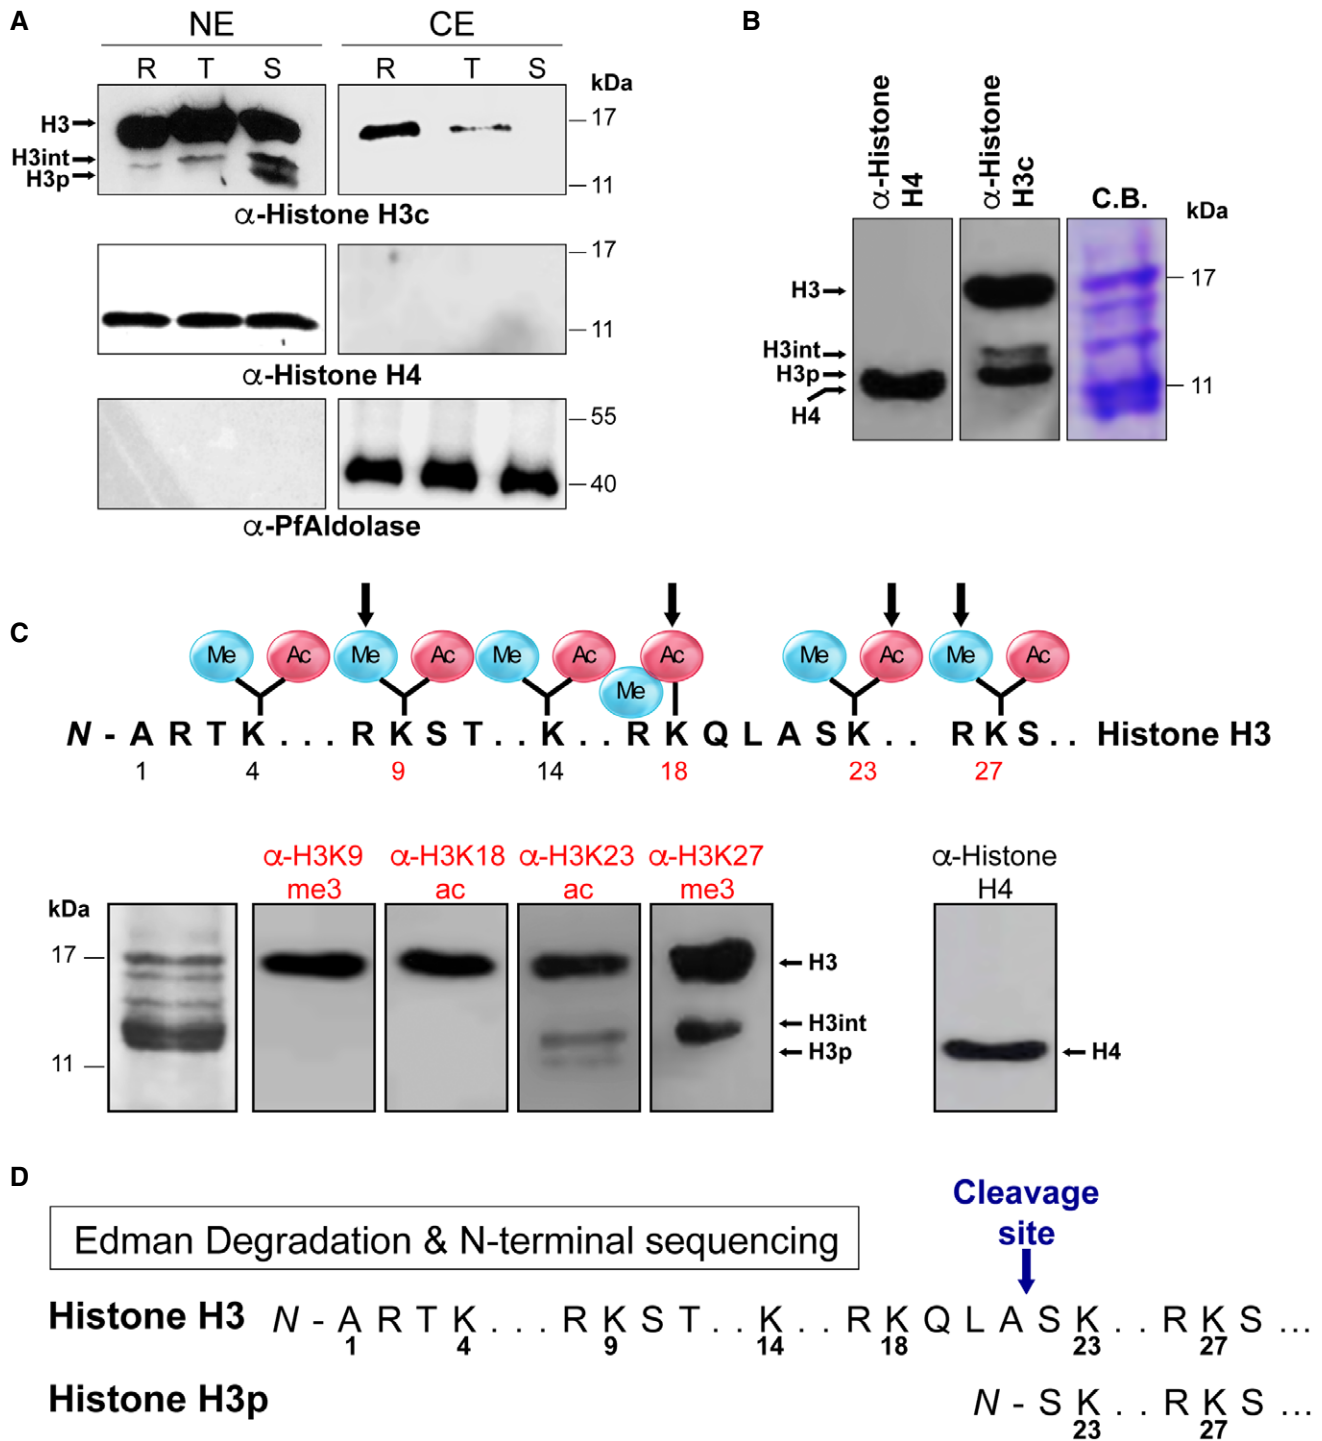 A
NE CE
R T S R T S
kDa
H3
H3int
H3p
17
11
α-Histone H3c
17
11
α-Histone H4
55
40
α-PfAldolase
B
α-Histone H4
α-Histone H3c
C.B.
kDa
H3
H3int
H3p
H4
17
11
C
Me Ac Me Ac Me Ac Me Ac Me Ac Me Ac
N - A R T K . . . R K S T . . K . . R K Q L A S K . . R K S . . Histone H3
1 4 9 14 18 23 27
α-H3K9 me3
α-H3K18 ac
α-H3K23 ac
α-H3K27 me3
α-Histone H4
kDa
17
11
H3
H3int
H3p
H4
D
Cleavage
site
Edman Degradation & N-terminal sequencing
Histone H3 N - A R T K . . . R K S T . . K . . R K Q L A S K . . R K S ...
1 4 9 14 18 23 27
Histone H3p N - S K . . R K S ...
23 27